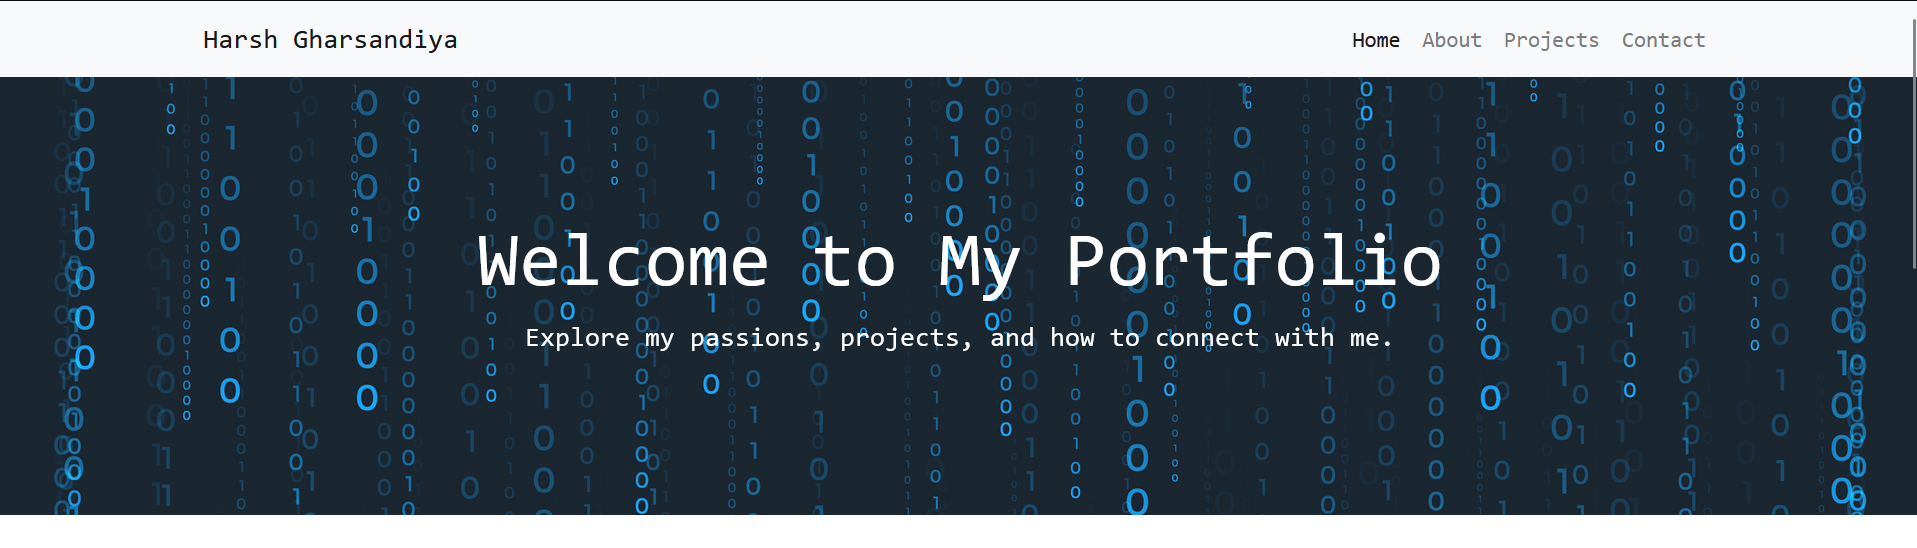 Harsh Gharsandiya
Home About Projects Contact
Welcome to My Portfolio
Explore my passions, projects, and how to connect with me.